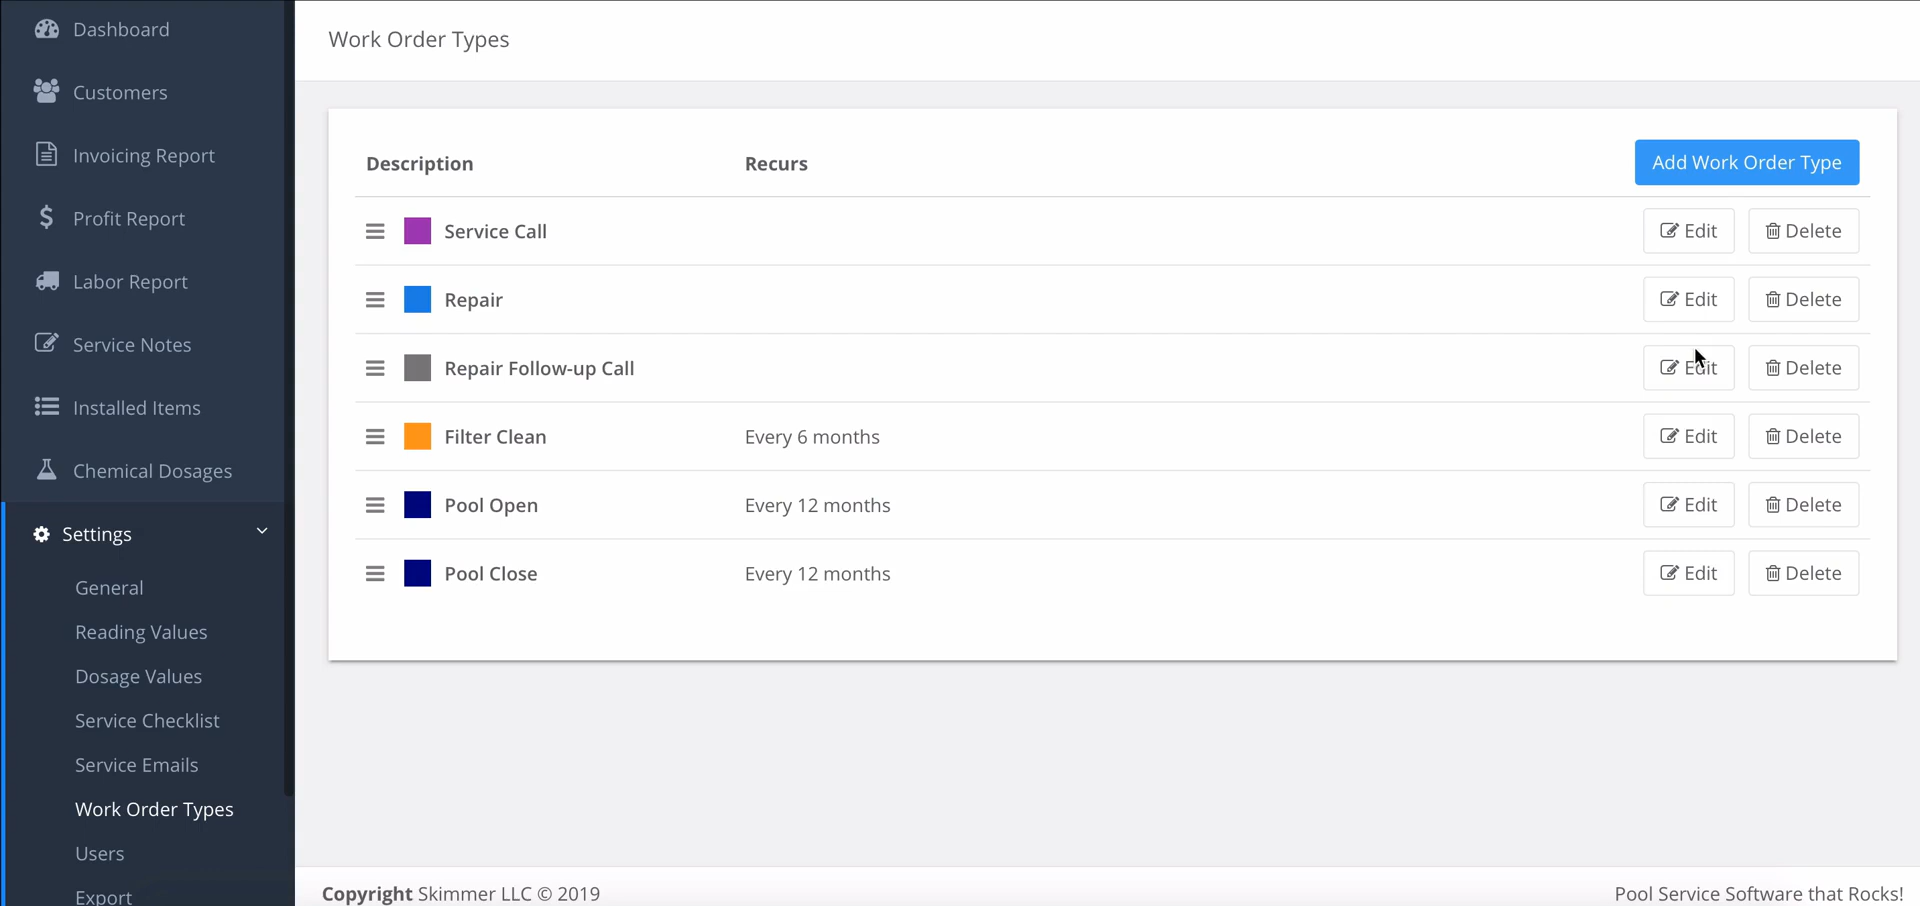 Dashboard
Customers
Invoicing Report
Profit Report
Labor Report
Service Notes
Installed Items
Chemical Dosages
Settings
General
Reading Values
Dosage Values
Service Checklist
Service Emails
Work Order Types
Users
Export
Work Order Types
Description Recurs Add Work Order Type
Service Call Edit Delete
Repair Edit Delete
Repair Follow-up Call Edit Delete
Filter Clean Every 6 months Edit Delete
Pool Open Every 12 months Edit Delete
Pool Close Every 12 months Edit Delete
Copyright Skimmer LLC © 2019 Pool Service Software that Rocks!